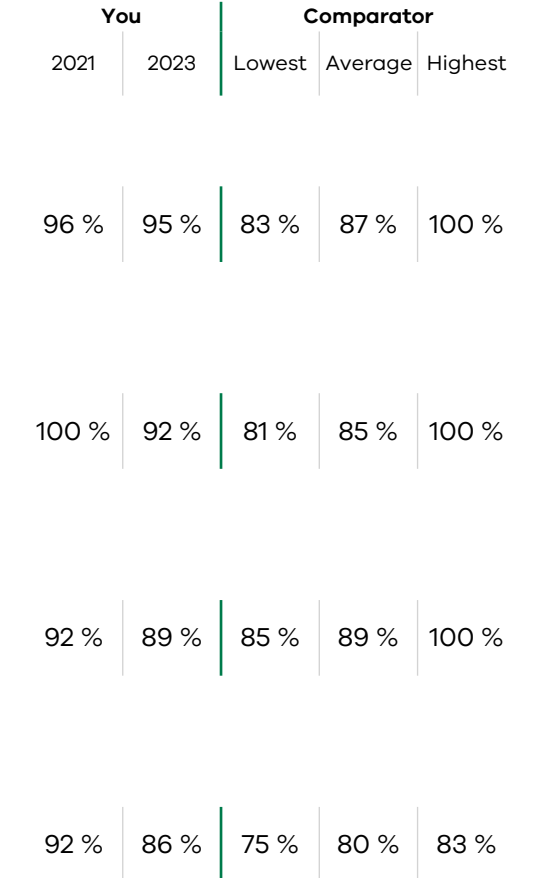 You Comparator
2021 2023 Lowest Average Highest
96 % 95 % 83 % 87 % 100 %
100 % 92 % 81 % 85 % 100 %
92 % 89 % 85 % 89 % 100 %
92 % 86 % 75 % 80 % 83 %